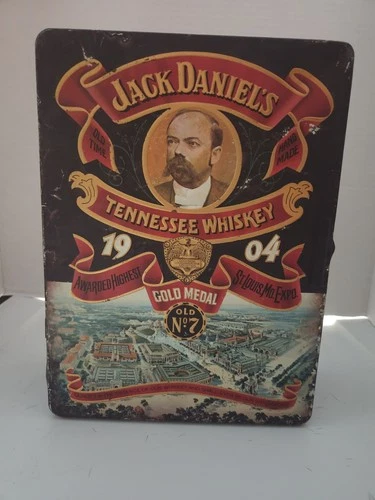 JACK DANIEL'S
OLD TIME
HAND MADE
TENNESSEE WHISKEY
19 04
AWARDED HIGHEST
GOLD MEDAL
ST. LOUIS, MO. EXPO.
OLD
No. 7